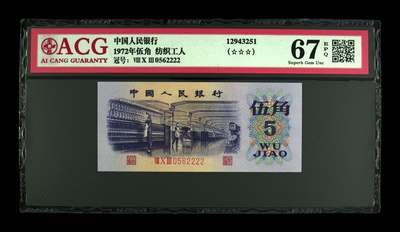 ACG
AI CANG GUARANTY
中国人民银行
1972年伍角 纺织工人
冠号: VIII X III 0562222
12943251
(☆☆☆)
67 EPQ
Superb Gem Unc
中国人民银行
伍角
5
WU
JIAO
VIII X III 0562222